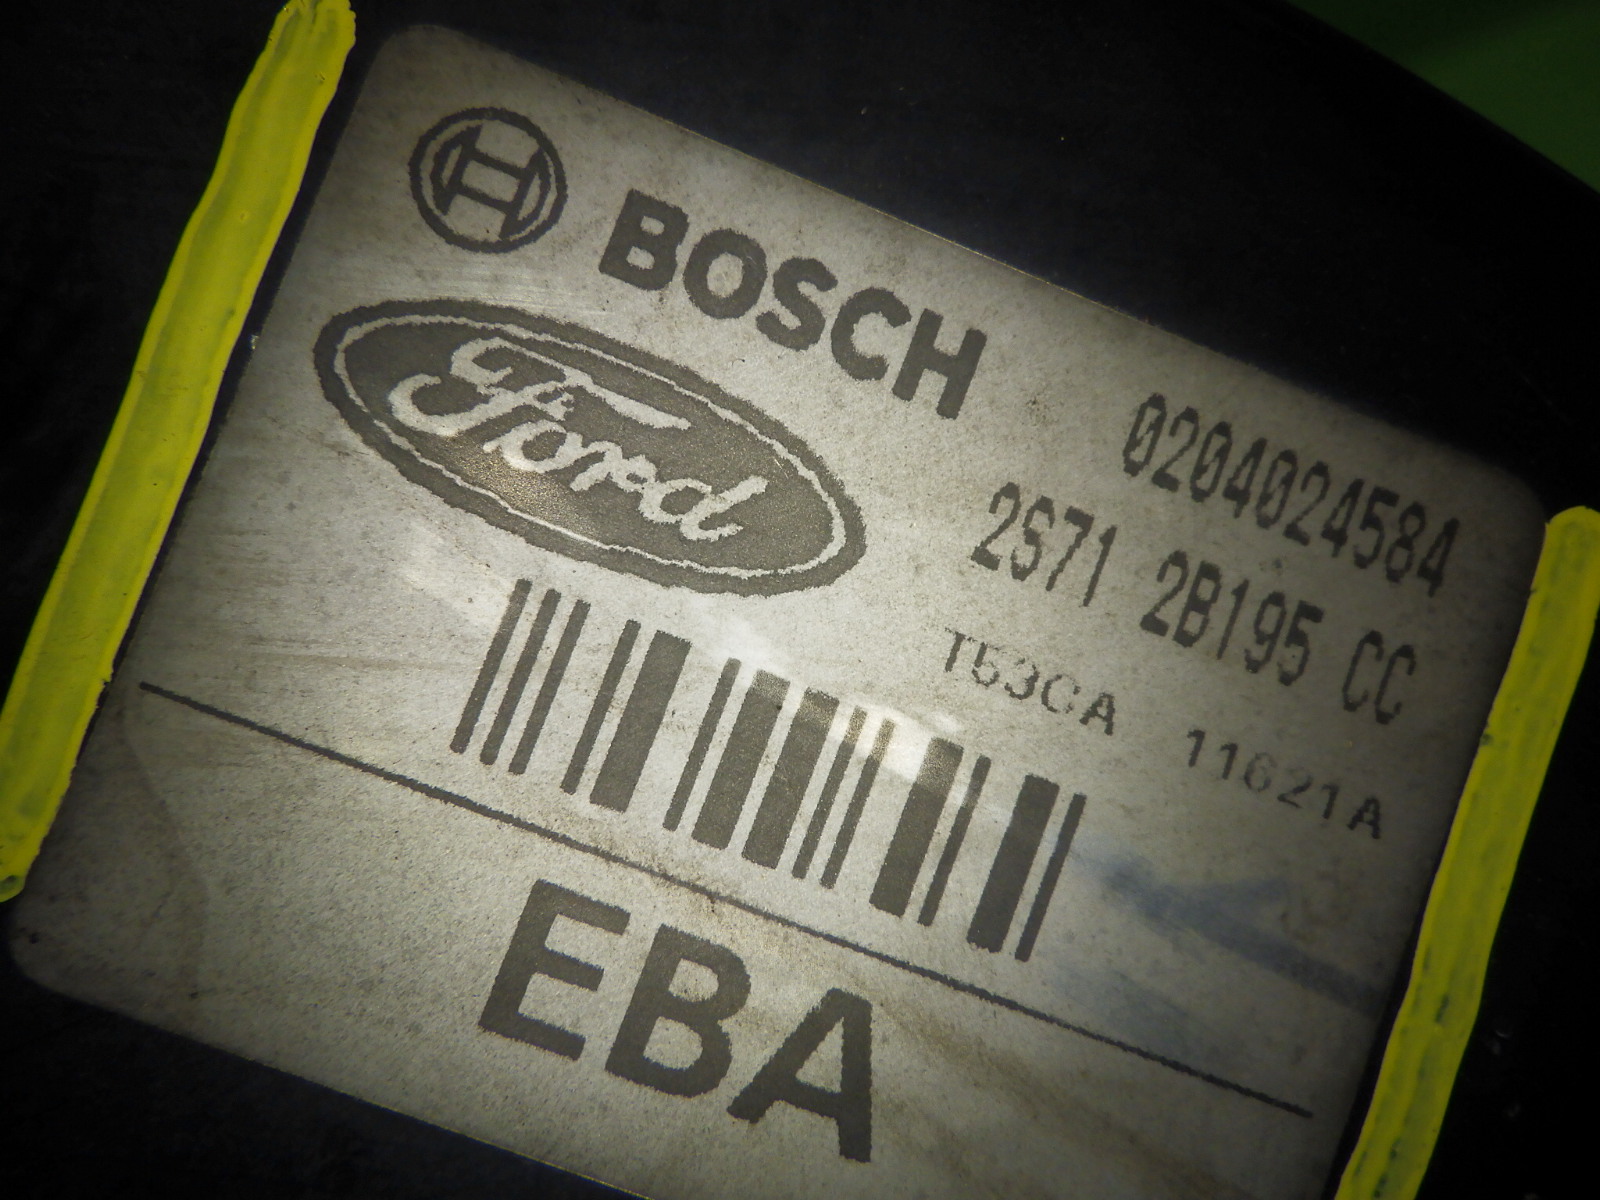 BOSCH
Ford
0204024584
2S71 2B195 CC
T53CA 11621A
EBA